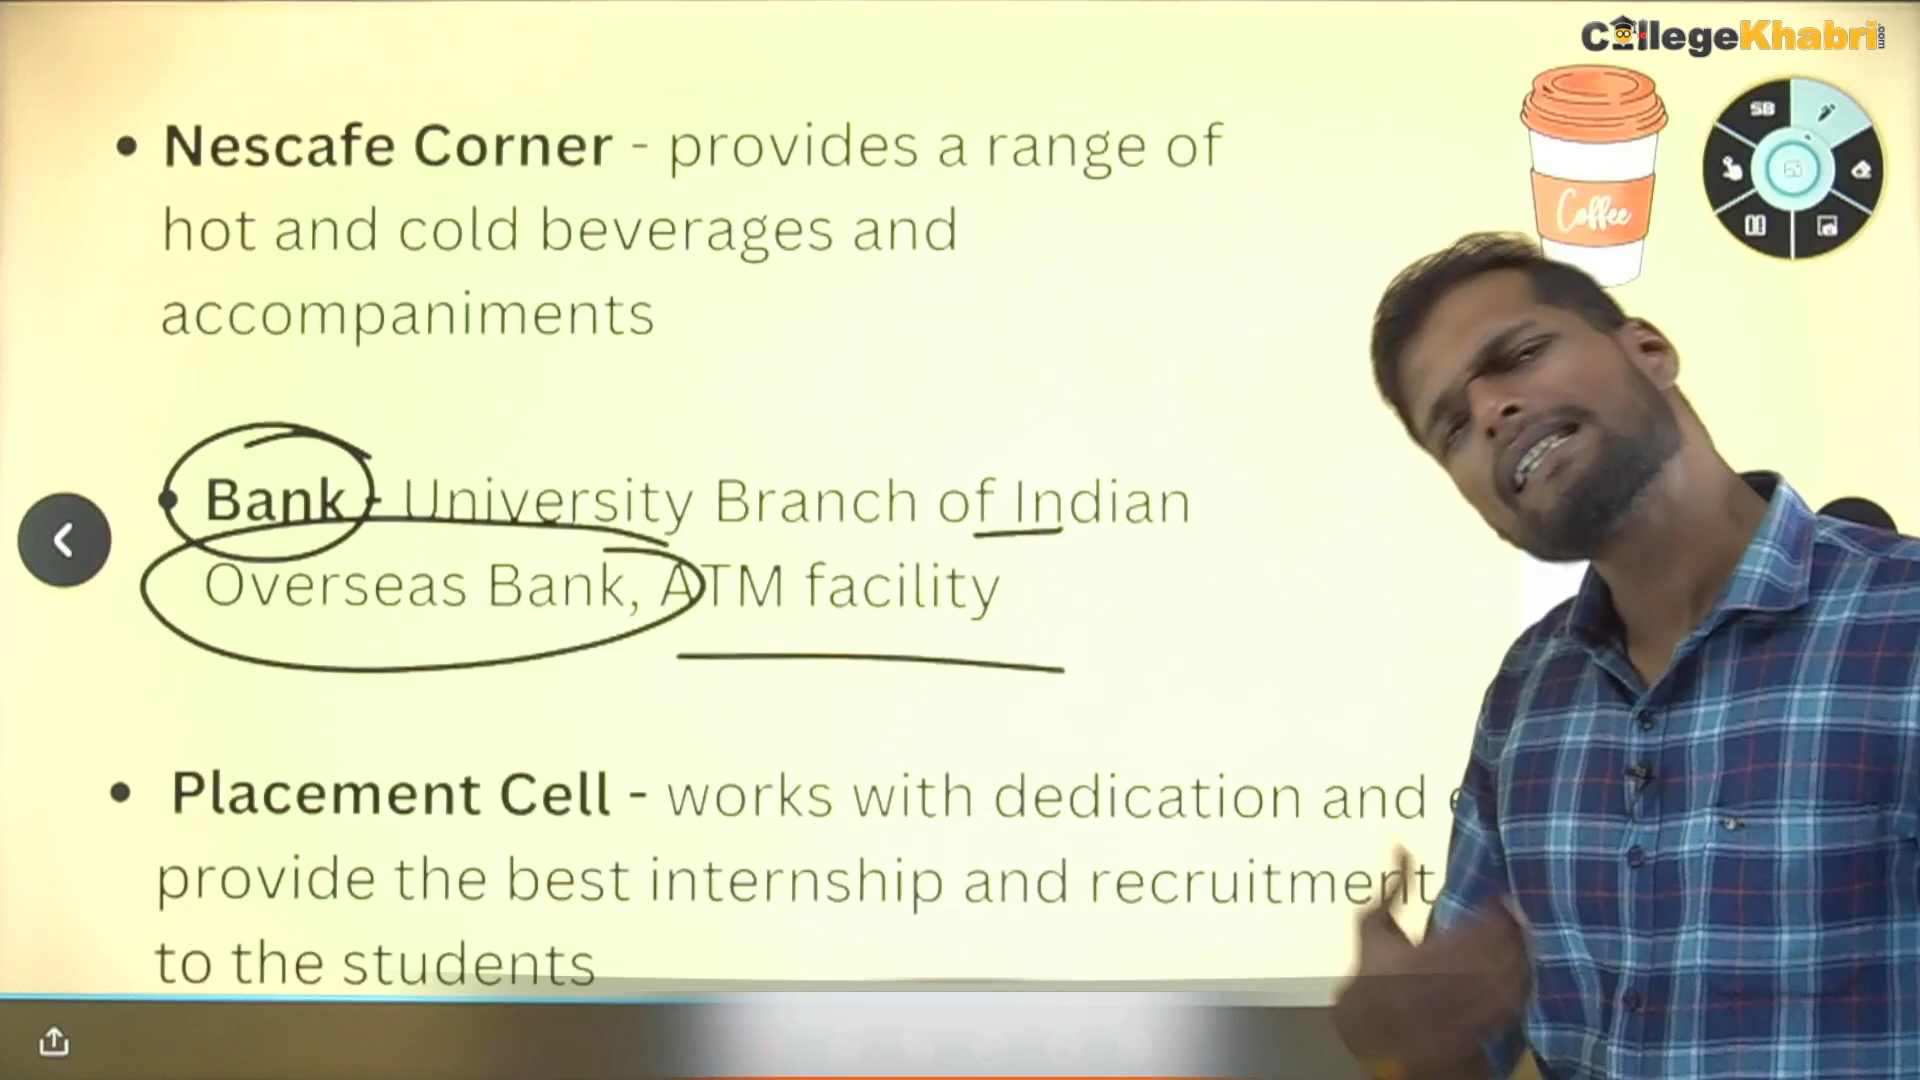 CollegeKhabri.com
• Nescafe Corner - provides a range of
hot and cold beverages and
accompaniments
Coffee
SB
• Bank - University Branch of Indian
Overseas Bank, ATM facility
• Placement Cell - works with dedication and
provide the best internship and recruitment
to the students